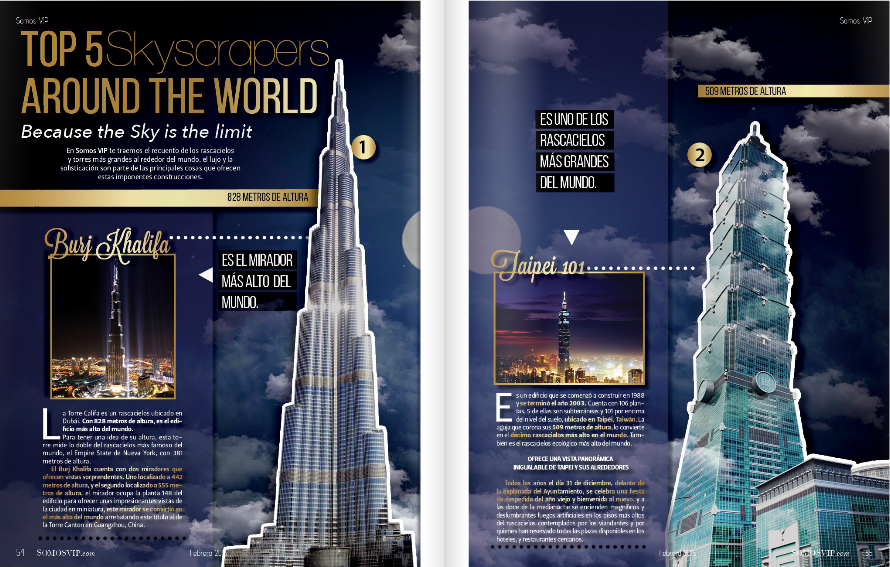 Somos VIP
TOP 5 Skyscrapers
AROUND THE WORLD
Because the Sky is the limit
En Somos VIP te traemos el recuento de los rascacielos
y torres más grandes al rededor del mundo, el lujo y la
sofisticación son parte de las principales cosas que ofrecen
estas imponentes construcciones.
1
828 METROS DE ALTURA
Burj Khalifa
ES EL MIRADOR
MÁS ALTO DEL
MUNDO.
La Torre Califa es un rascacielos ubicado en
Dubái. Con 828 metros de altura, es el edi-
ficio más alto del mundo.
Para tener una idea de su altura, esta to-
rre mide lo doble del rascacielos más famoso del
mundo, el Empire State de Nueva York, con 381
metros de altura.
El Burj Khalifa cuenta con dos miradores que
ofrecen vistas sorprendentes. Uno localizado a 442
metros de altura, y el segundo localizado a 555 me-
tros de altura, el mirador ocupa la planta 148 del
edificio para ofrecer unas impresionantes vistas de
la ciudad en miniatura, este mirador se convirtió en
el más alto del mundo arrebatando este título al de
la Torre Canton en Guangzhou, China.
54 SOMOSVIP.com
Febrero
Somos VIP
509 METROS DE ALTURA
ES UNO DE LOS
RASCACIELOS
MÁS GRANDES
DEL MUNDO.
2
Taipei 101
Es un edificio que se comenzó a construir en 1988
y se terminó el año 2003. Cuenta con 106 plan-
tas, 5 de ellas son subterráneas y 101 por encima
del nivel del suelo, ubicado en Taipéi, Taiwán. La
aguja que corona sus 509 metros de altura, lo convierte
en el décimo rascacielos más alto en el mundo. Tam-
bién es el rascacielos ecológico más alto del mundo.
OFRECE UNA VISTA PANORÁMICA
INIGUALABLE DE TAIPEI Y SUS ALREDEDORES
Todos los años el día 31 de diciembre, delante de
la explanada del Ayuntamiento, se celebra una fiesta
de despedida del año viejo y bienvenida al nuevo, y a
las doce de la medianoche se encienden magníficos y
deslumbrantes fuegos artificiales en los pisos más altos
del rascacielos contemplados por los viandantes y por
quienes han reservado todas las plazas disponibles en los
hoteles, y restaurantes cercanos.
Febrero
SOMOSVIP.com 55